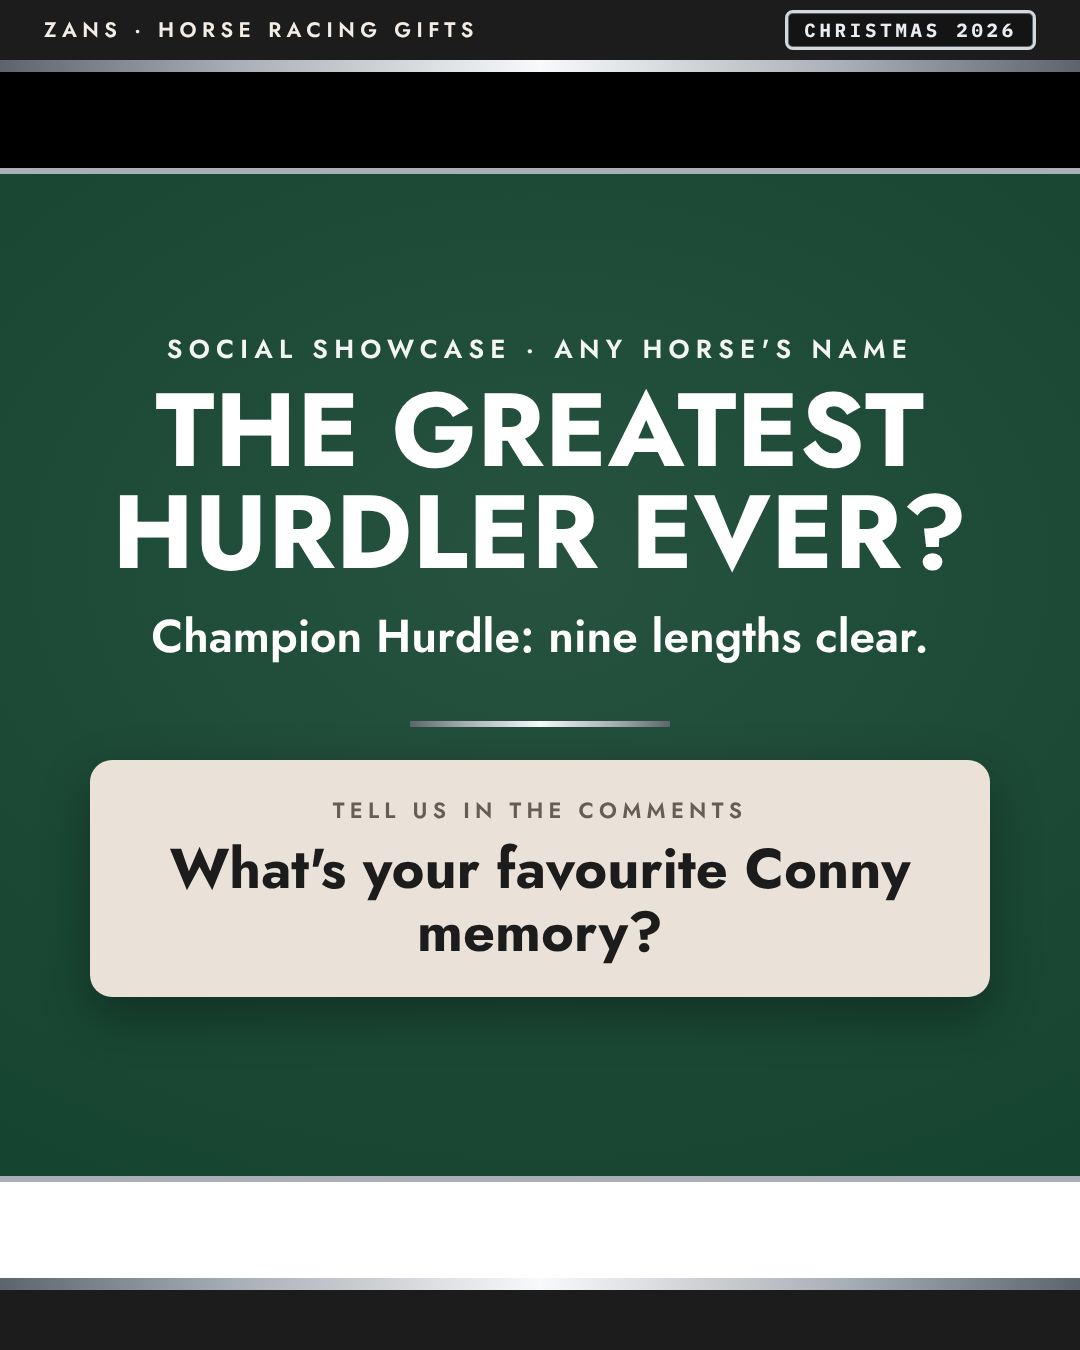 ZANS · HORSE RACING GIFTS
CHRISTMAS 2026
SOCIAL SHOWCASE · ANY HORSE'S NAME
THE GREATEST
HURDLER EVER?
Champion Hurdle: nine lengths clear.
TELL US IN THE COMMENTS
What's your favourite Conny
memory?